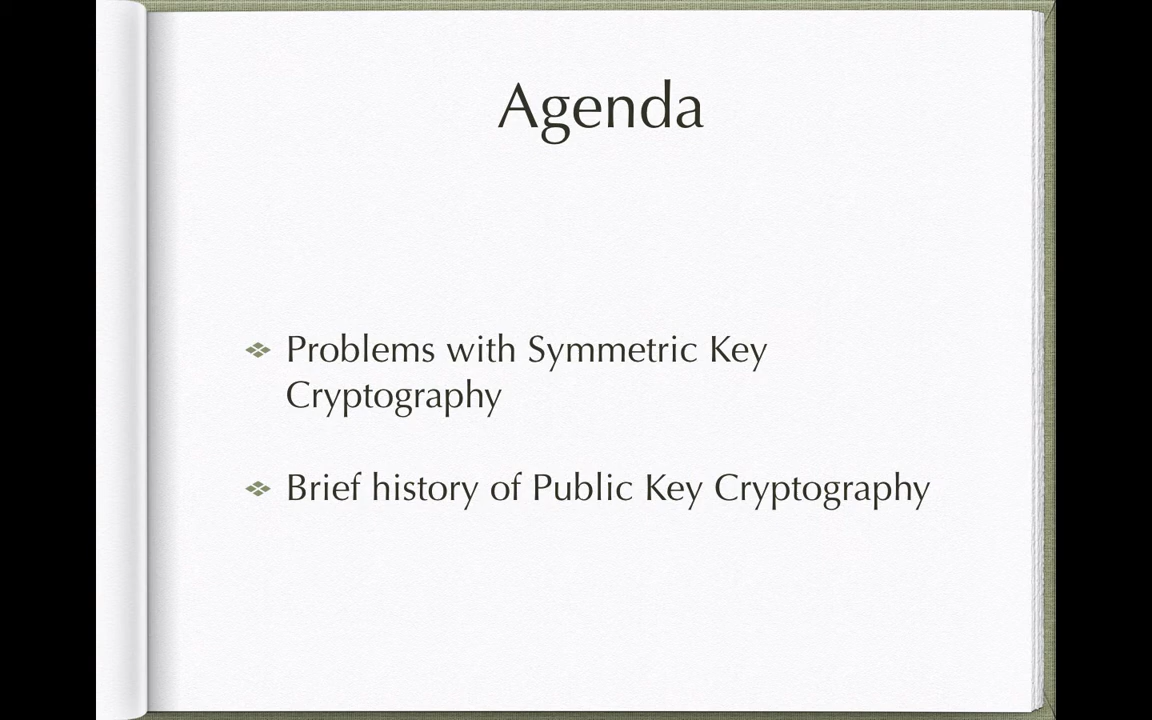 Agenda
Problems with Symmetric Key
Cryptography
Brief history of Public Key Cryptography